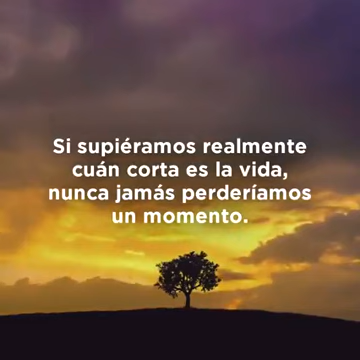 Si supiéramos realmente
cuán corta es la vida,
nunca jamás perderíamos
un momento.